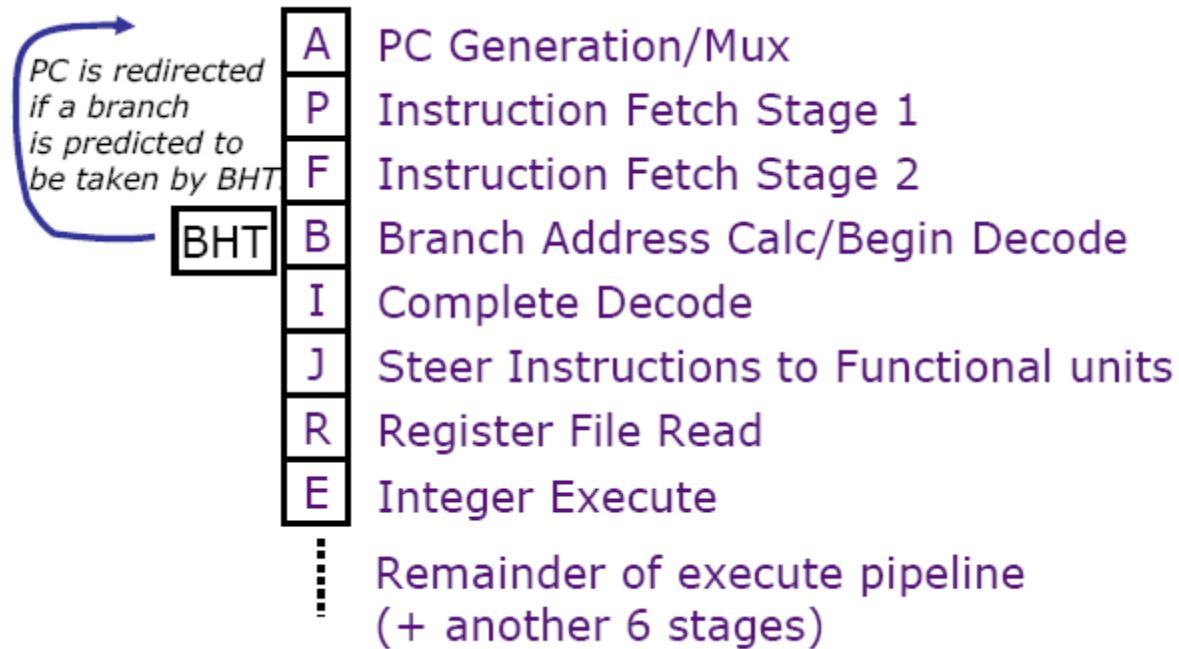 PC is redirected
if a branch
is predicted to
be taken by BHT.
BHT
A PC Generation/Mux
P Instruction Fetch Stage 1
F Instruction Fetch Stage 2
B Branch Address Calc/Begin Decode
I Complete Decode
J Steer Instructions to Functional units
R Register File Read
E Integer Execute
Remainder of execute pipeline
(+ another 6 stages)